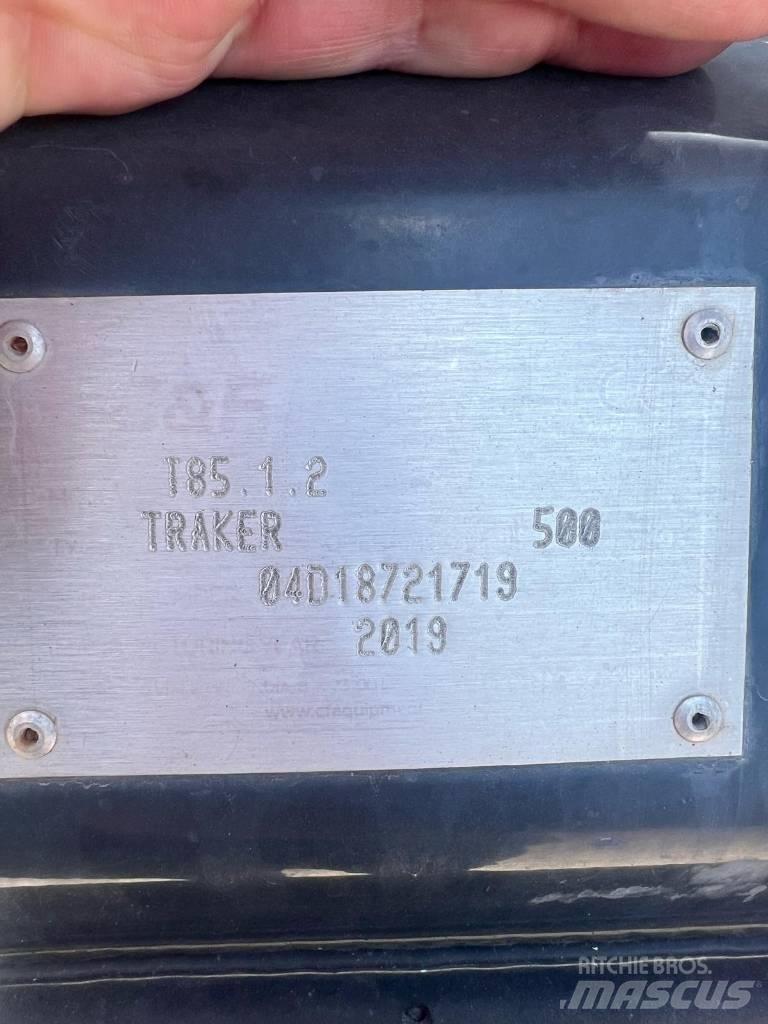 T85.1.2
TRAKER 500
04D18721719
2019
RITCHIE BROS.
MASCUS